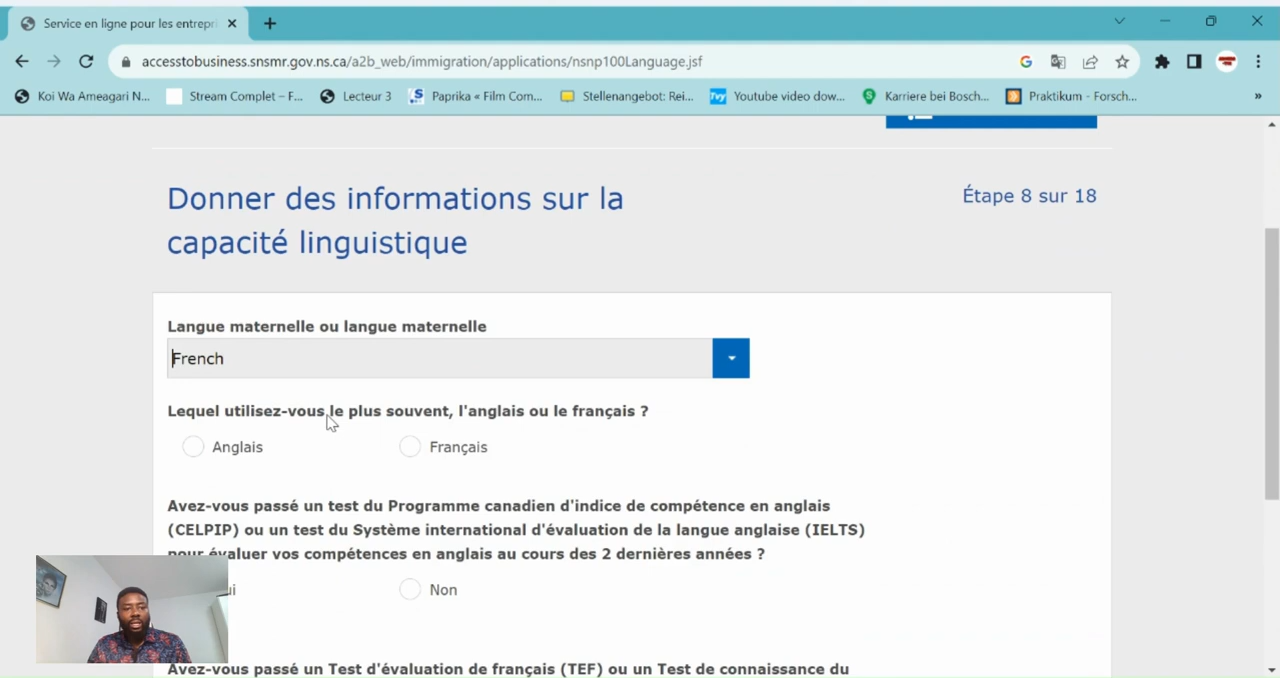 Service en ligne pour les entrepri
accesstobusiness.snsmr.gov.ns.ca/a2b_web/immigration/applications/nsnp100Language.jsf
Koi Wa Ameagari N... Stream Complet – F... Lecteur 3 Paprika « Film Com... Stellenangebot: Rei... Youtube video dow... Karriere bei Bosch... Praktikum - Forsch... »
Donner des informations sur la
capacité linguistique
Étape 8 sur 18
Langue maternelle ou langue maternelle
French
Lequel utilisez-vous le plus souvent, l'anglais ou le français ?
Anglais Français
Avez-vous passé un test du Programme canadien d'indice de compétence en anglais
(CELPIP) ou un test du Système international d'évaluation de la langue anglaise (IELTS)
pour évaluer vos compétences en anglais au cours des 2 dernières années ?
ui Non
Avez-vous passé un Test d'évaluation de français (TEF) ou un Test de connaissance du